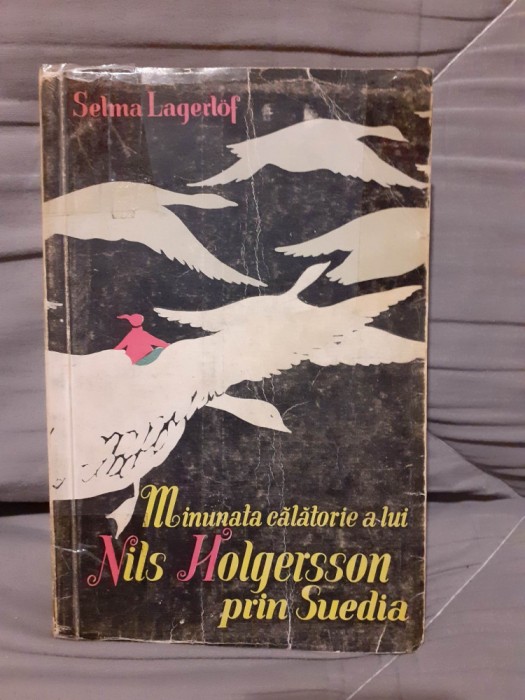 Selma Lagerlöf
Minunata călătorie a lui
Nils Holgersson
prin Suedia